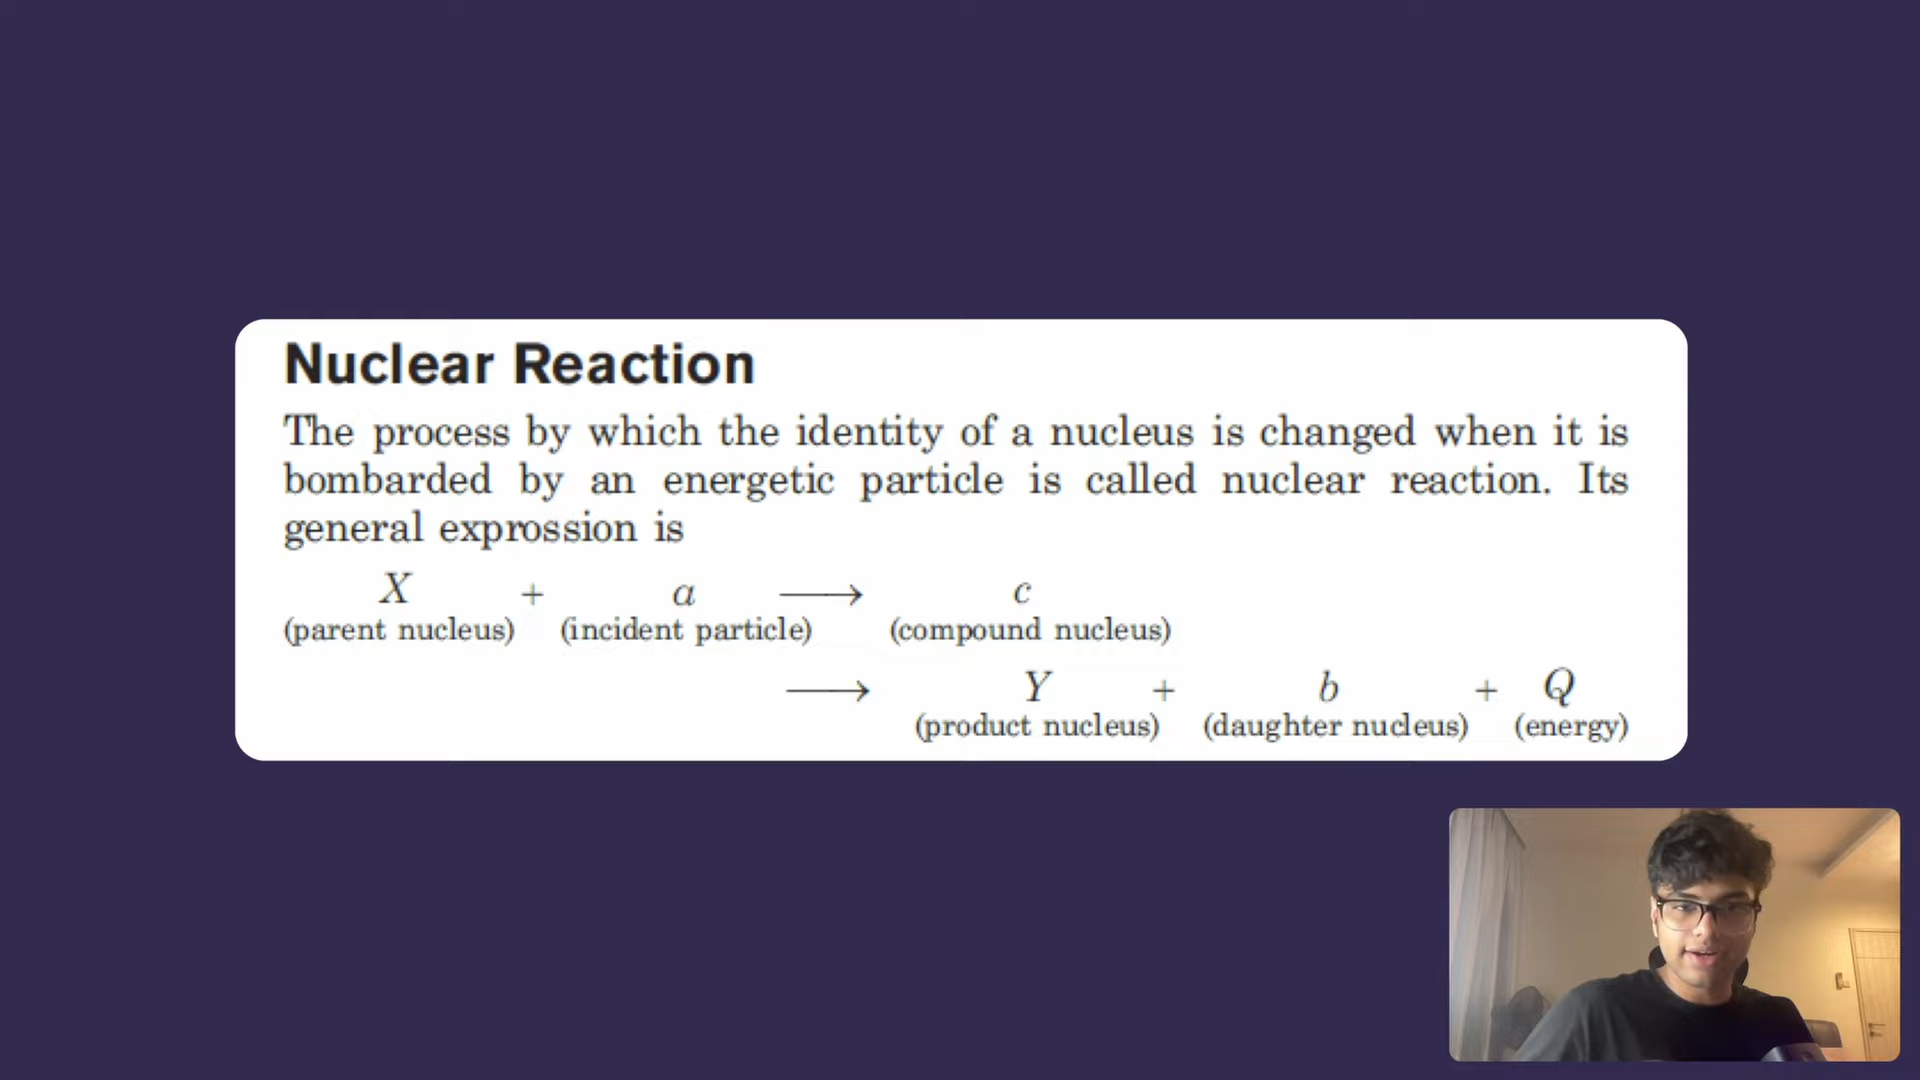 Nuclear Reaction
The process by which the identity of a nucleus is changed when it is
bombarded by an energetic particle is called nuclear reaction. Its
general exprossion is
X + a ⟶ c
(parent nucleus) (incident particle) (compound nucleus)
⟶ Y + b + Q
(product nucleus) (daughter nucleus) (energy)